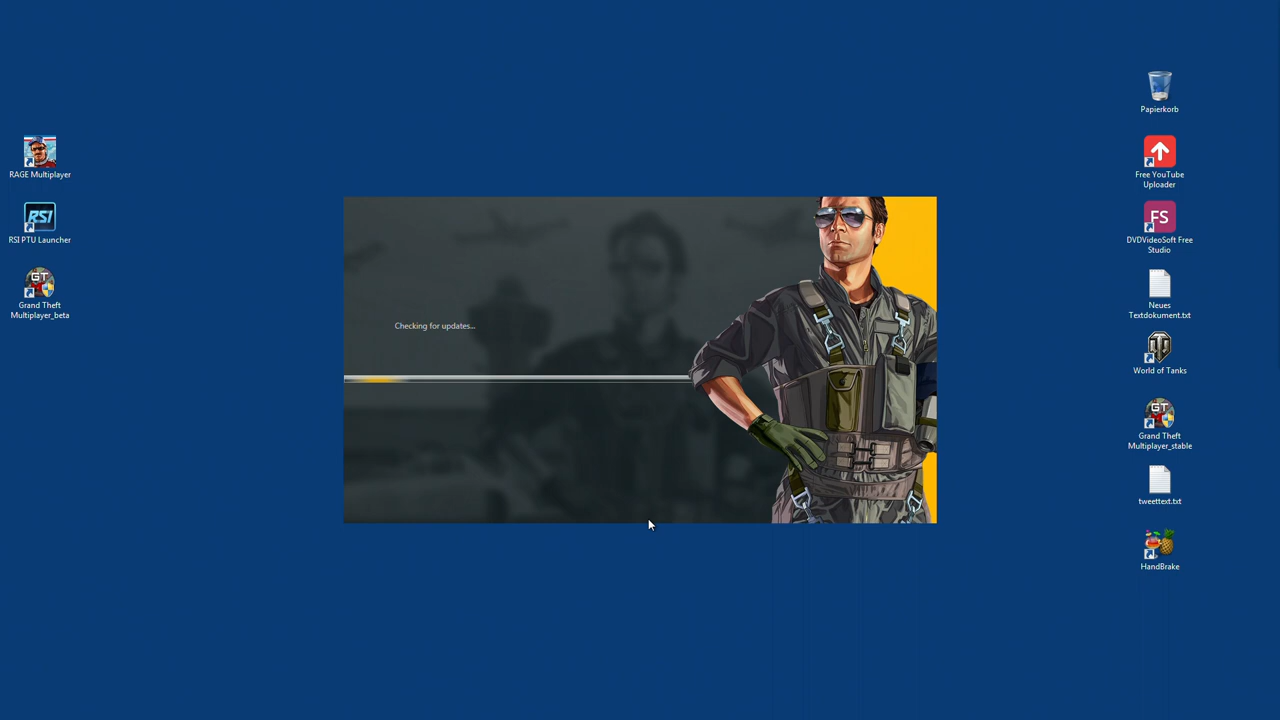 RAGE Multiplayer
RSI
RSI PTU Launcher
GT
Grand Theft
Multiplayer_beta
Checking for updates...
Papierkorb
Free YouTube
Uploader
FS
DVDVideoSoft Free
Studio
Neues
Textdokument.txt
World of Tanks
GT
Grand Theft
Multiplayer_stable
tweettext.txt
HandBrake